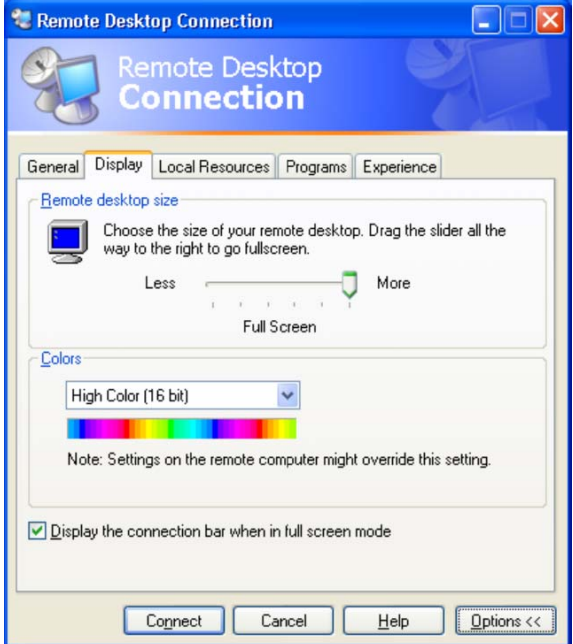 Remote Desktop Connection
Remote Desktop
Connection
General Display Local Resources Programs Experience
Remote desktop size
Choose the size of your remote desktop. Drag the slider all the
way to the right to go fullscreen.
Less More
Full Screen
Colors
High Color (16 bit)
Note: Settings on the remote computer might override this setting.
Display the connection bar when in full screen mode
Connect Cancel Help Options <<